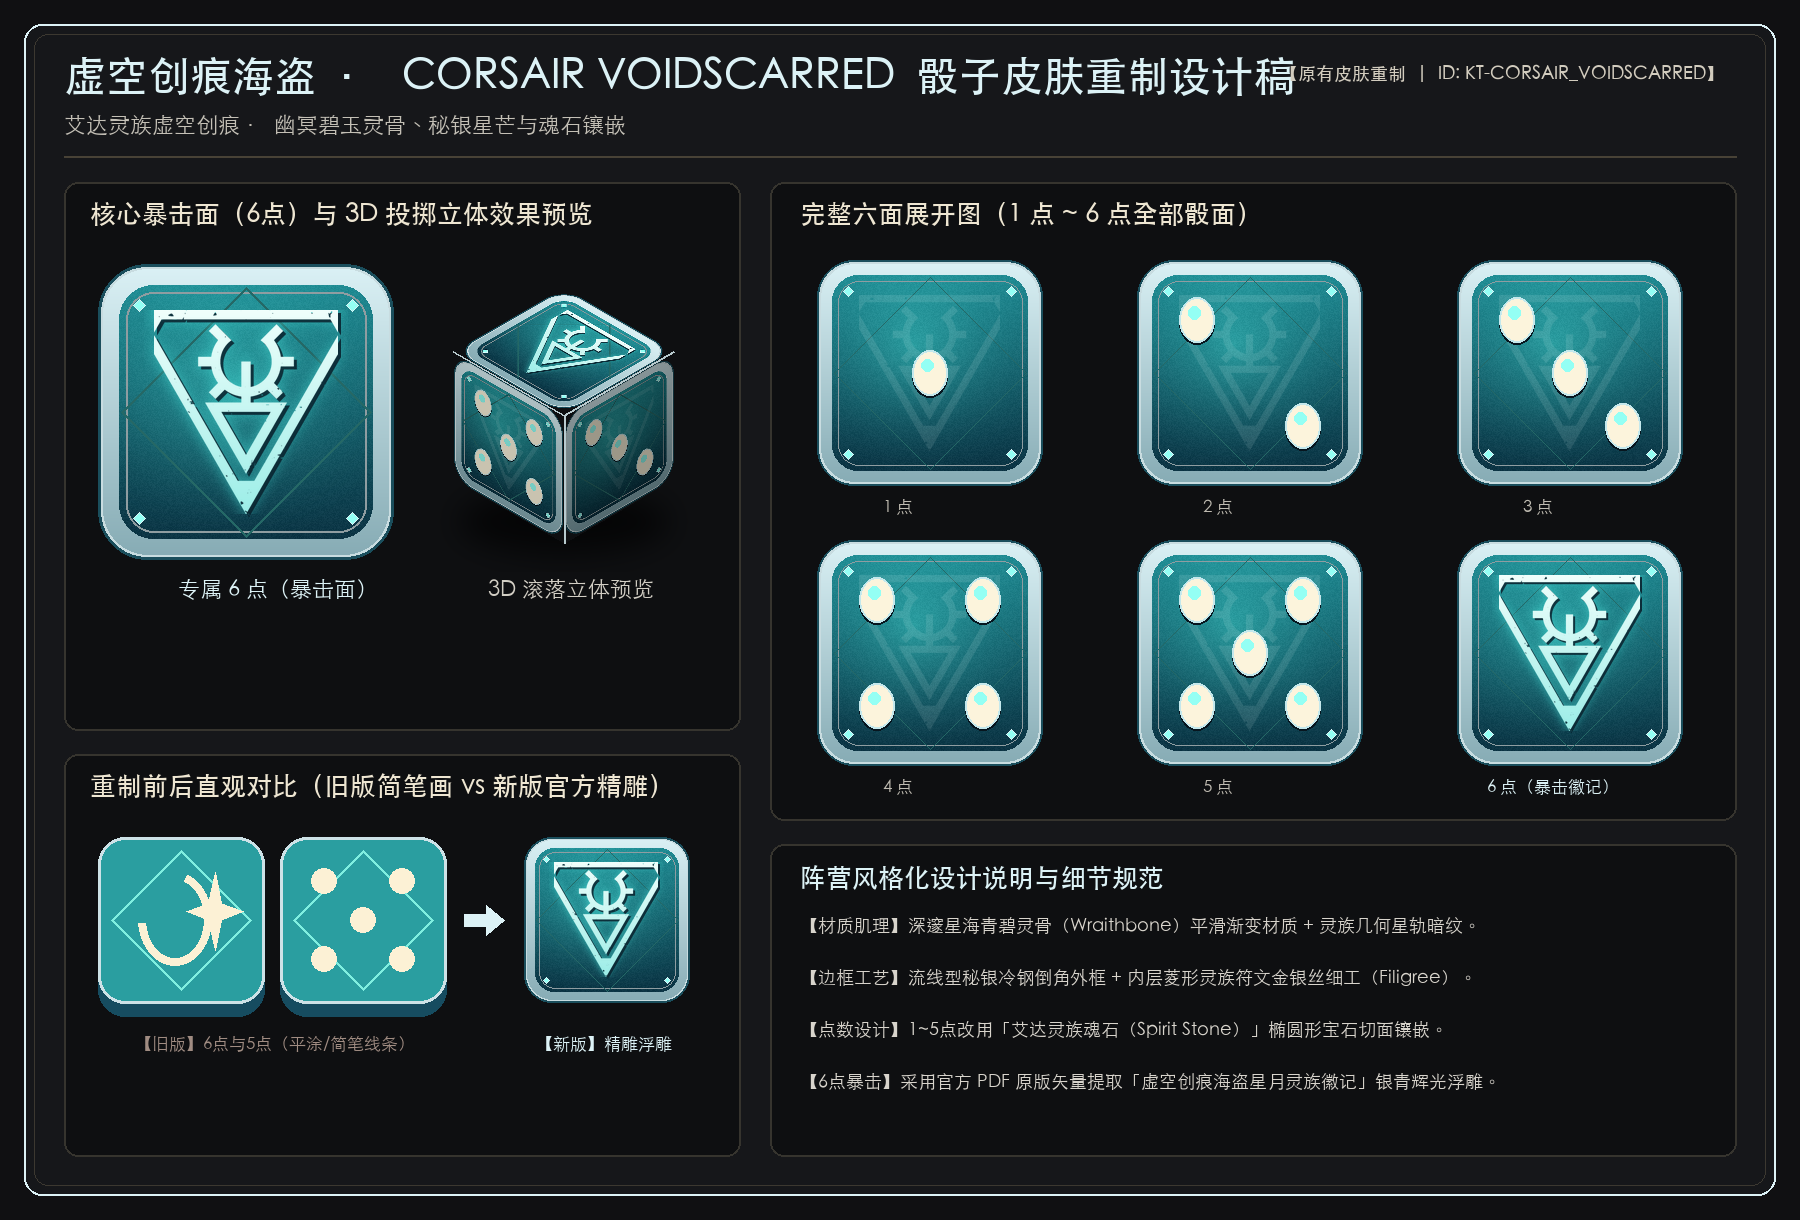 虚空创痕海盗 · CORSAIR VOIDSCARRED 骰子皮肤重制设计稿
【原有皮肤重制 | ID: KT-CORSAIR_VOIDSCARRED】
艾达灵族虚空创痕 · 幽冥碧玉灵骨、秘银星芒与魂石镶嵌
核心暴击面（6点）与 3D 投掷立体效果预览
专属 6 点（暴击面）
3D 滚落立体预览
重制前后直观对比（旧版简笔画 vs 新版官方精雕）
【旧版】6点与5点（平涂/简笔线条）
【新版】精雕浮雕
完整六面展开图（1 点 ~ 6 点全部骰面）
1 点
2 点
3 点
4 点
5 点
6 点（暴击徽记）
阵营风格化设计说明与细节规范
【材质肌理】深邃星海青碧灵骨（Wraithbone）平滑渐变材质 + 灵族几何星轨暗纹。
【边框工艺】流线型秘银冷钢倒角外框 + 内层菱形灵族符文金银丝细工（Filigree）。
【点数设计】1~5点改用「艾达灵族魂石（Spirit Stone）」椭圆形宝石切面镶嵌。
【6点暴击】采用官方 PDF 原版矢量提取「虚空创痕海盗星月灵族徽记」银青辉光浮雕。